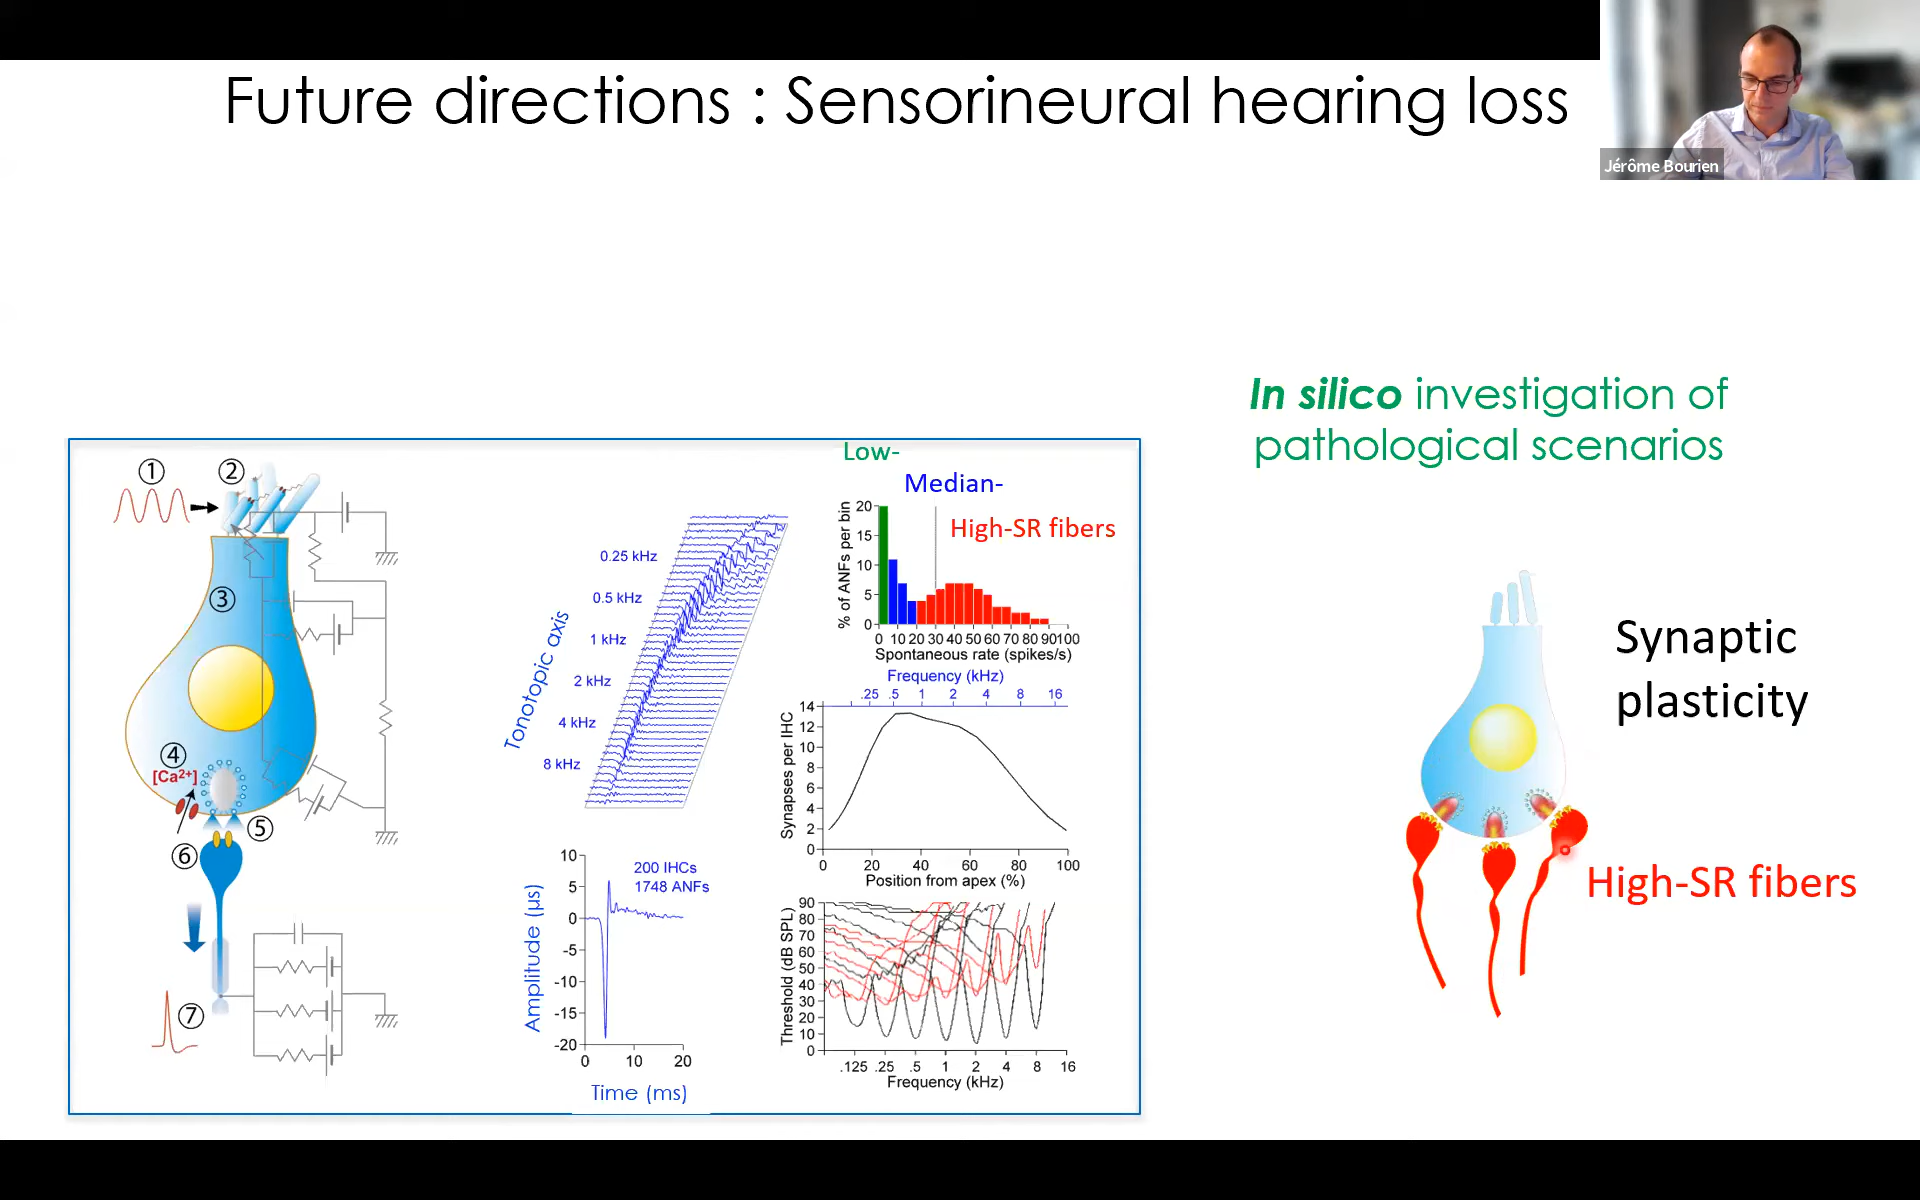 Future directions : Sensorineural hearing loss
Jérôme Bourien
In silico investigation of
pathological scenarios
Synaptic
plasticity
High-SR fibers
①
②
③
④
[Ca²⁺]
⑤
⑥
⑦
Tonotopic axis
0.25 kHz
0.5 kHz
1 kHz
2 kHz
4 kHz
8 kHz
Amplitude (µs)
10
5
0
-5
-10
-15
-20
200 IHCs
1748 ANFs
0 10 20
Time (ms)
Low-
Median-
High-SR fibers
% of ANFs per bin
20
15
10
5
0
0 10 20 30 40 50 60 70 80 90100
Spontaneous rate (spikes/s)
Frequency (kHz)
.25 .5 1 2 4 8 16
Synapses per IHC
14
12
10
8
6
4
2
0
0 20 40 60 80 100
Position from apex (%)
Threshold (dB SPL)
90
80
70
60
50
40
30
20
10
0
.125 .25 .5 1 2 4 8 16
Frequency (kHz)